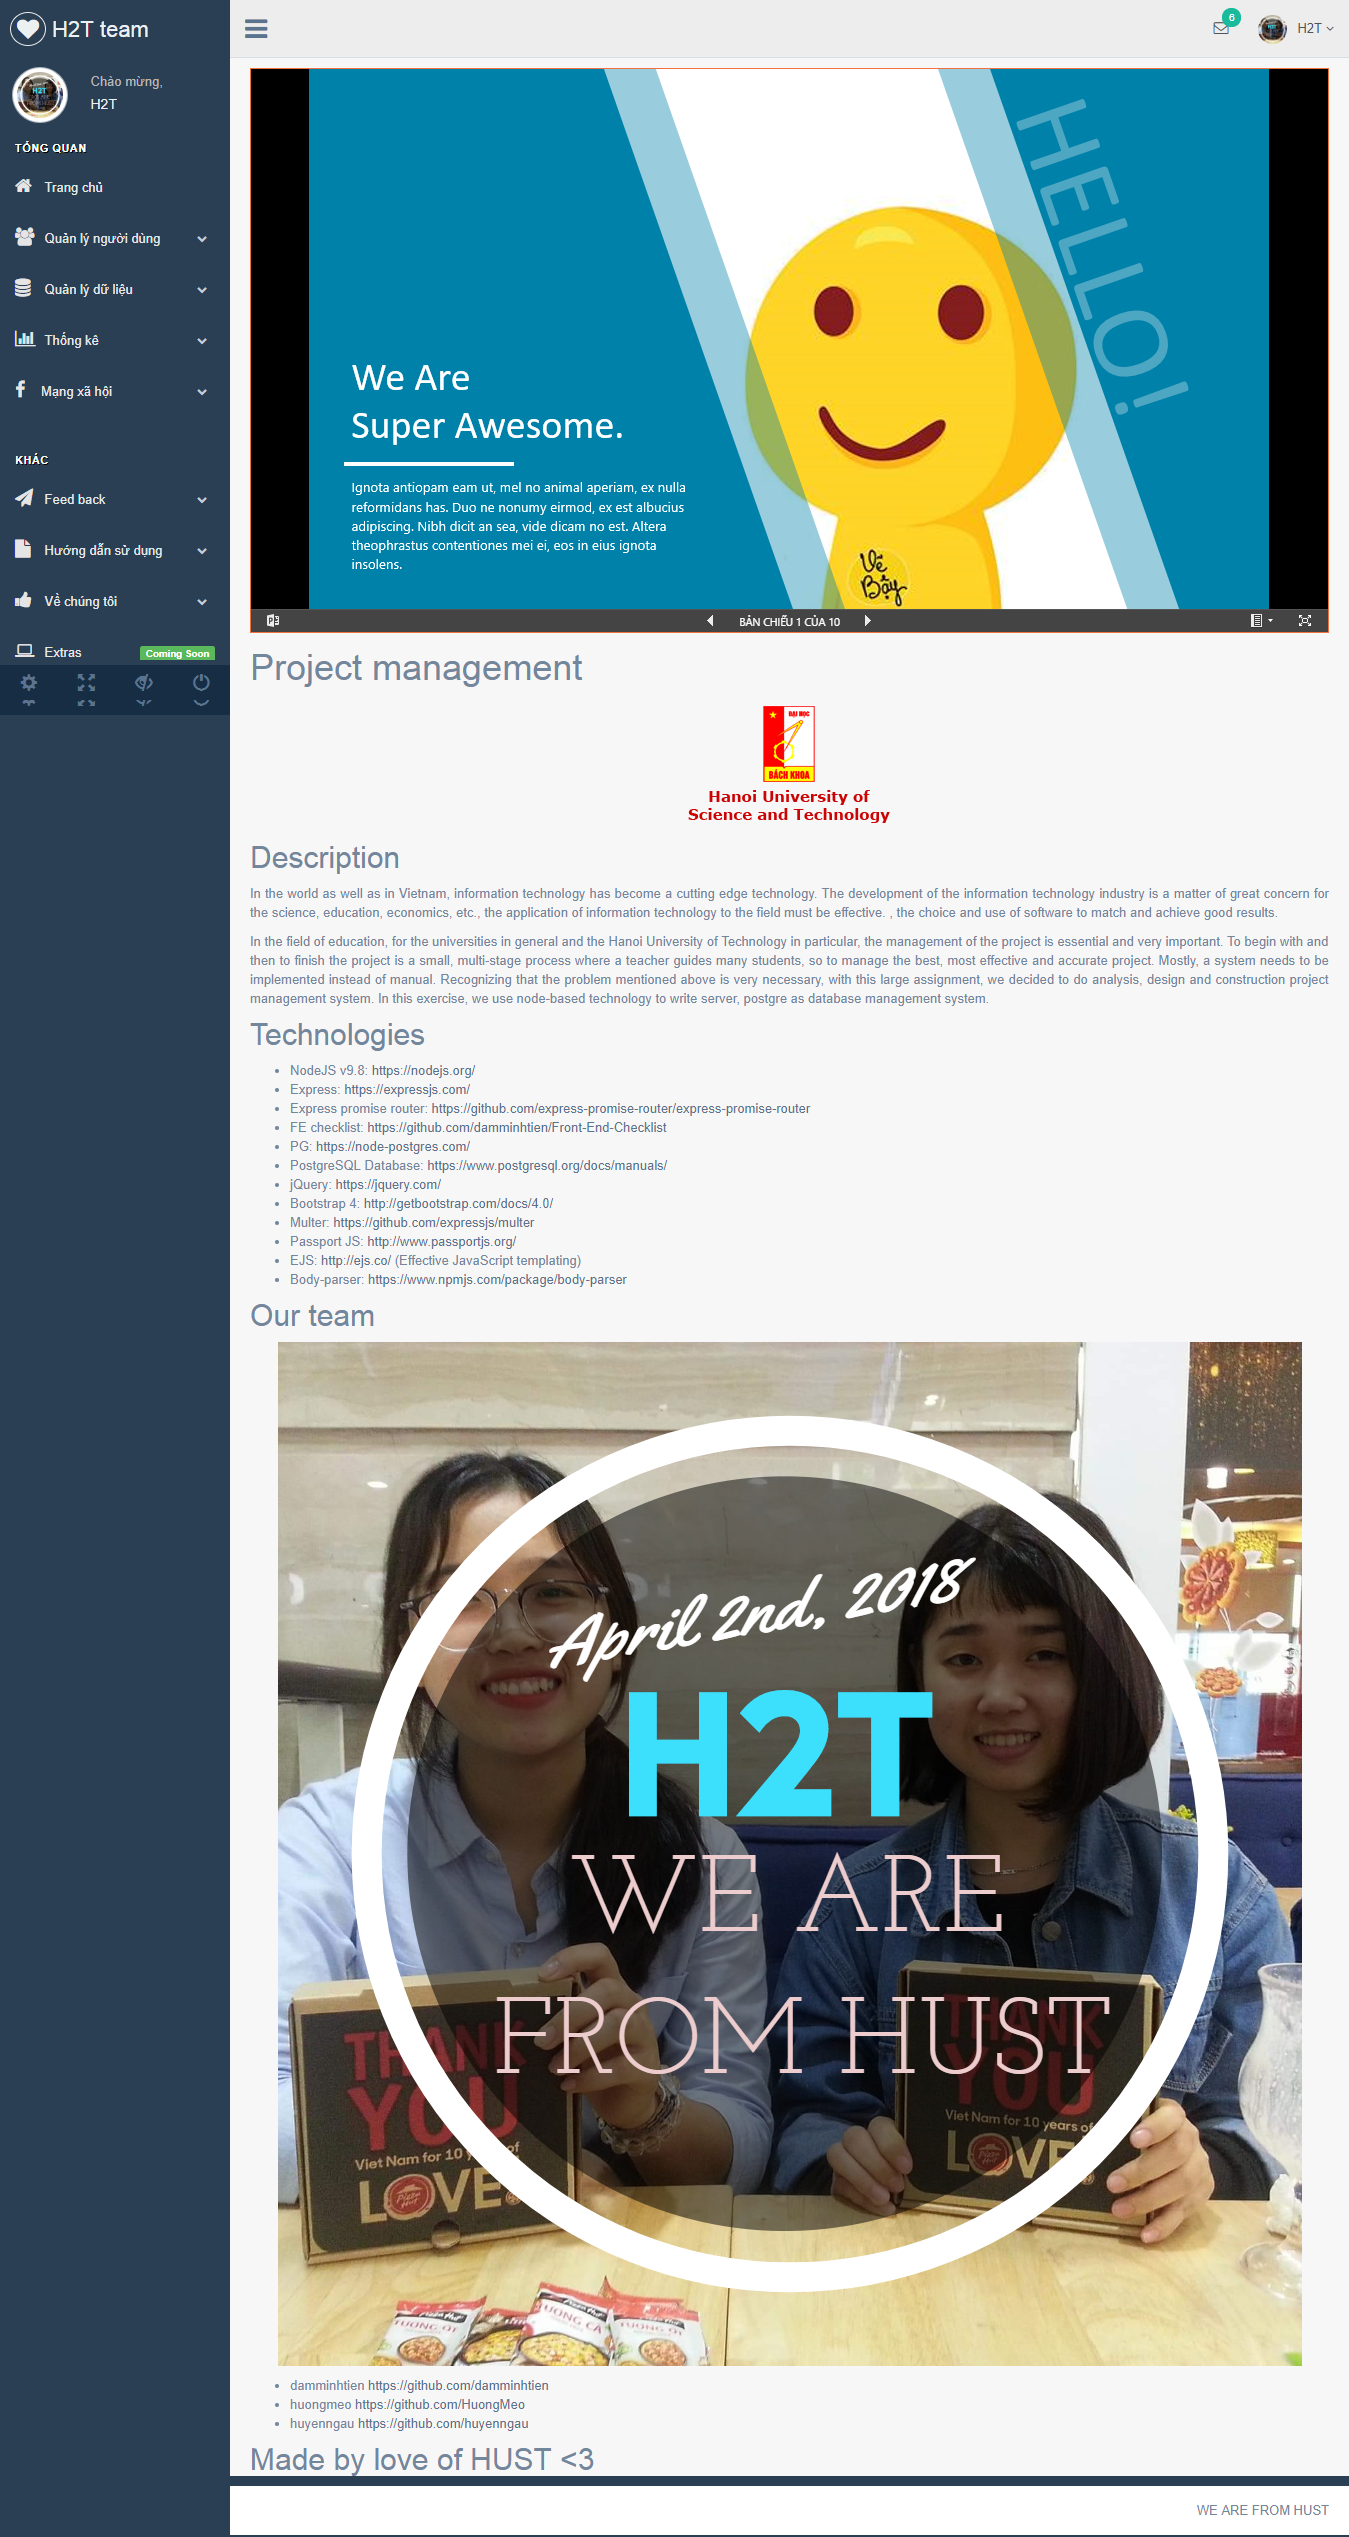 H2T team
6
H2T
Chào mừng,
H2T
TỔNG QUAN
Trang chủ
Quản lý người dùng
Quản lý dữ liệu
Thống kê
Mạng xã hội
KHÁC
Feed back
Hướng dẫn sử dụng
Về chúng tôi
Extras
Coming Soon
HELLO!
We Are
Super Awesome.
Ignota antiopam eam ut, mel no animal aperiam, ex nulla
reformidans has. Duo ne nonumy eirmod, ex est albucius
adipiscing. Nibh dicit an sea, vide dicam no est. Altera
theophrastus contentiones mei ei, eos in eius ignota
insolens.
Vẽ
Bậy
BẢN CHIẾU 1 CỦA 10
Project management
ĐẠI HỌC
BÁCH KHOA
Hanoi University of
Science and Technology
Description
In the world as well as in Vietnam, information technology has become a cutting edge technology. The development of the information technology industry is a matter of great concern for
the science, education, economics, etc., the application of information technology to the field must be effective. , the choice and use of software to match and achieve good results.
In the field of education, for the universities in general and the Hanoi University of Technology in particular, the management of the project is essential and very important. To begin with and
then to finish the project is a small, multi-stage process where a teacher guides many students, so to manage the best, most effective and accurate project. Mostly, a system needs to be
implemented instead of manual. Recognizing that the problem mentioned above is very necessary, with this large assignment, we decided to do analysis, design and construction project
management system. In this exercise, we use node-based technology to write server, postgre as database management system.
Technologies
NodeJS v9.8: https://nodejs.org/
Express: https://expressjs.com/
Express promise router: https://github.com/express-promise-router/express-promise-router
FE checklist: https://github.com/damminhtien/Front-End-Checklist
PG: https://node-postgres.com/
PostgreSQL Database: https://www.postgresql.org/docs/manuals/
jQuery: https://jquery.com/
Bootstrap 4: http://getbootstrap.com/docs/4.0/
Multer: https://github.com/expressjs/multer
Passport JS: http://www.passportjs.org/
EJS: http://ejs.co/ (Effective JavaScript templating)
Body-parser: https://www.npmjs.com/package/body-parser
Our team
April 2nd, 2018
H2T
WE ARE
FROM HUST
THANK
YOU
Viet Nam for 10 years of
LOVE!
THANK
YOU
Viet Nam for 10 years of
LOVE!
Pizza Hut
TƯƠNG ỚT
TƯƠNG CÀ
TƯƠNG ỚT
damminhtien https://github.com/damminhtien
huongmeo https://github.com/HuongMeo
huyenngau https://github.com/huyenngau
Made by love of HUST <3
WE ARE FROM HUST